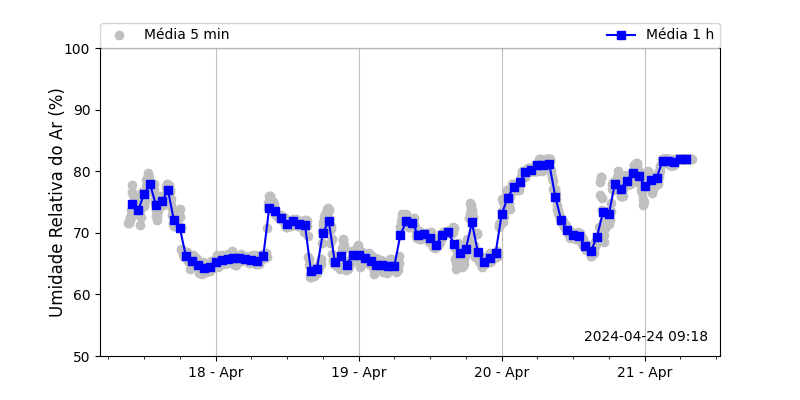 Média 5 min
Média 1 h
Umidade Relativa do Ar (%)
100
90
80
70
60
50
2024-04-24 09:18
18 - Apr
19 - Apr
20 - Apr
21 - Apr